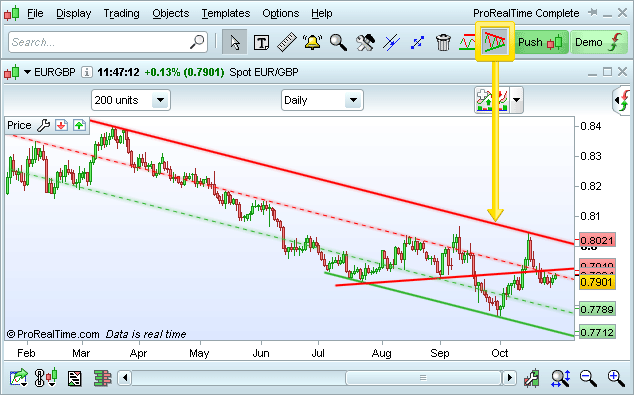 Display Trading Objects Templates Options Help ProRealTime Complete
Search... Push Demo
EURGBP 11:47:12 +0.13% (0.7901) Spot EUR/GBP
200 units Daily
Price
0.84
0.83
0.82
0.81
0.8021
0.7901
0.7789
0.7712
© ProRealTime.com Data is real time
Feb Mar Apr May Jun Jul Aug Sep Oct